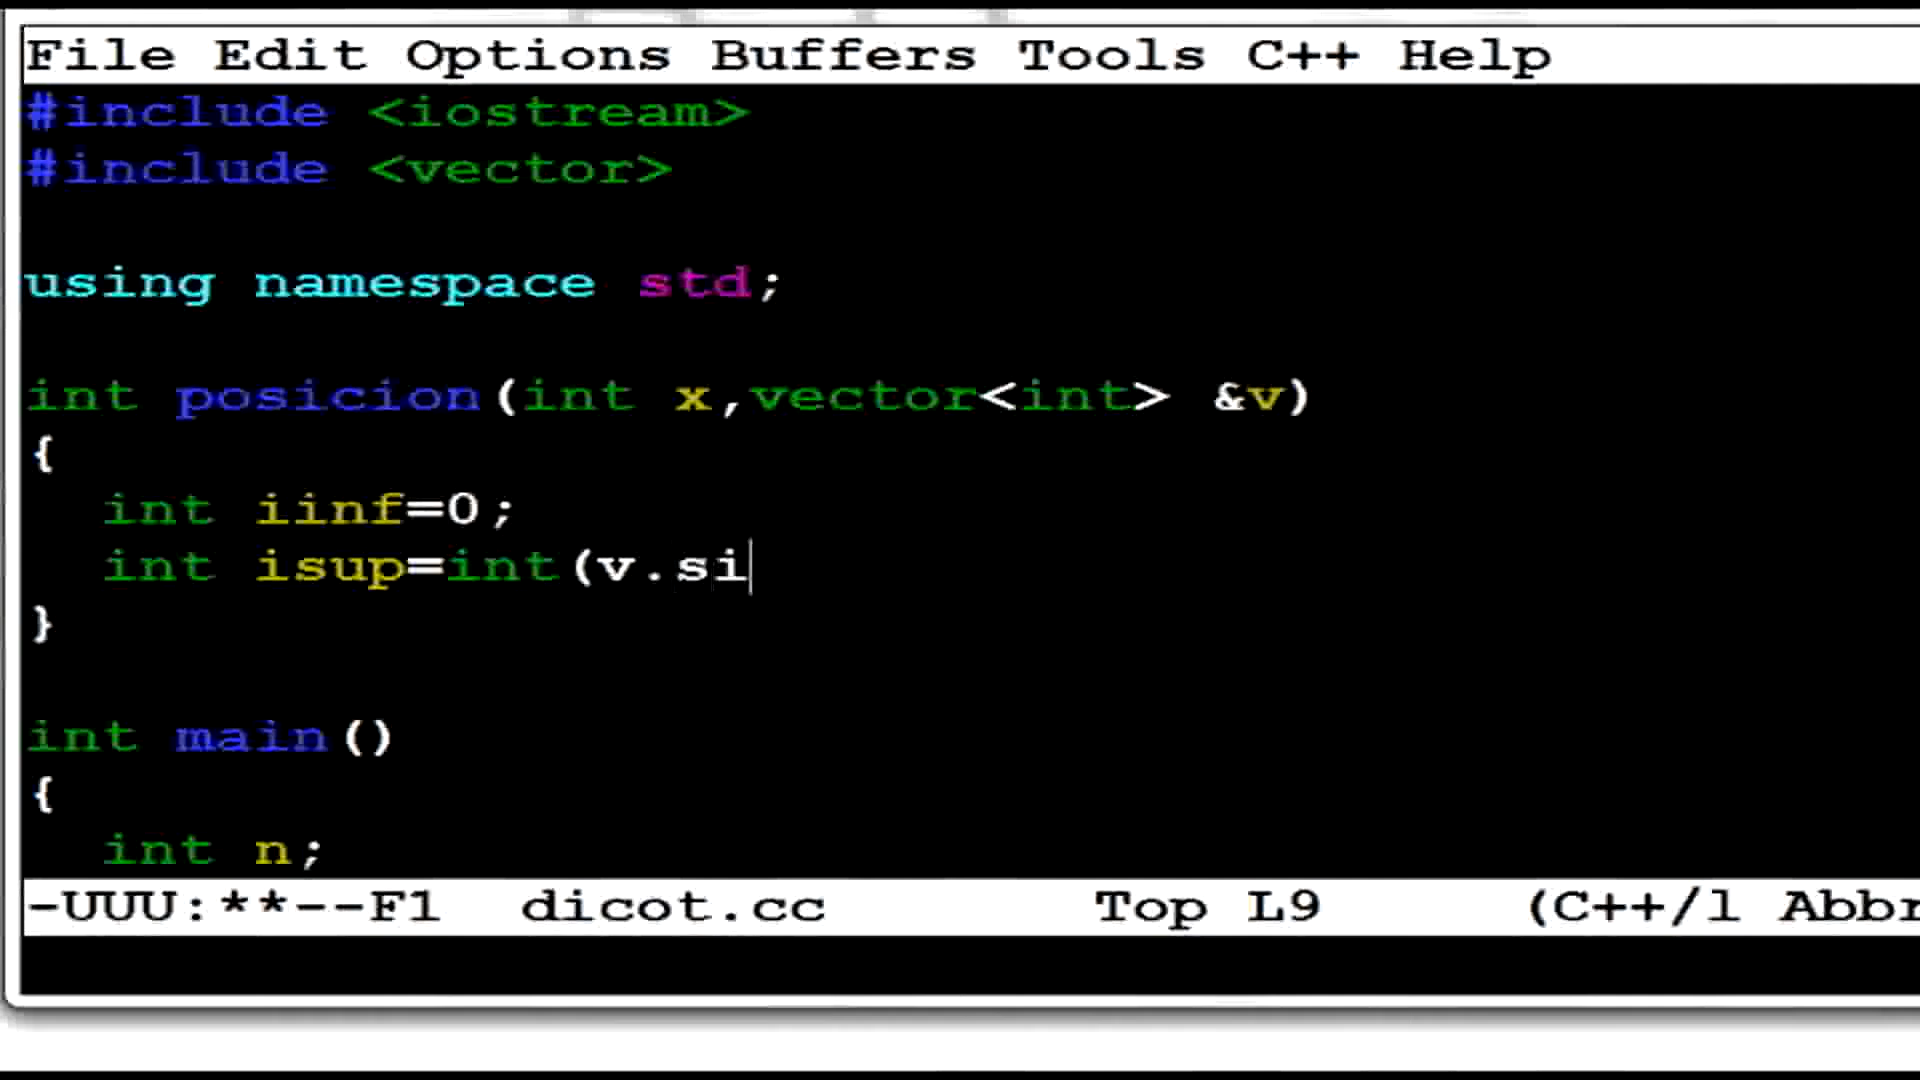 File Edit Options Buffers Tools C++ Help
#include <iostream>
#include <vector>
using namespace std;
int posicion(int x,vector<int> &v)
{
int iinf=0;
int isup=int(v.si
}
int main()
{
int n;
-UUU:**--F1 dicot.cc Top L9 (C++/l Abbr